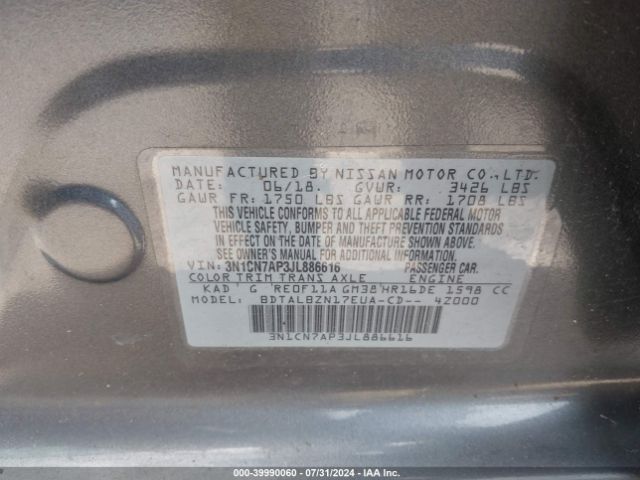 MANUFACTURED BY NISSAN MOTOR CO., LTD.
DATE: 06/18. GVWR: 3426 LBS
GAWR FR: 1750 LBS GAWR RR: 1708 LBS
THIS VEHICLE CONFORMS TO ALL APPLICABLE FEDERAL MOTOR
VEHICLE SAFETY, BUMPER AND THEFT PREVENTION STANDARDS
IN EFFECT ON THE DATE OF MANUFACTURE SHOWN ABOVE.
SEE OWNER'S MANUAL FOR ADDITIONAL INFORMATION
VIN: 3N1CN7AP3JL886616 PASSENGER CAR.
COLOR TRIM TRANS AXLE ENGINE
KAD G RE0F11A GM38 HR16DE 1598 CC
MODEL: BDTALBZN17EUA-CD-- 4Z000
3N1CN7AP3JL886616
000-39990060 - 07/31/2024 - IAA Inc.